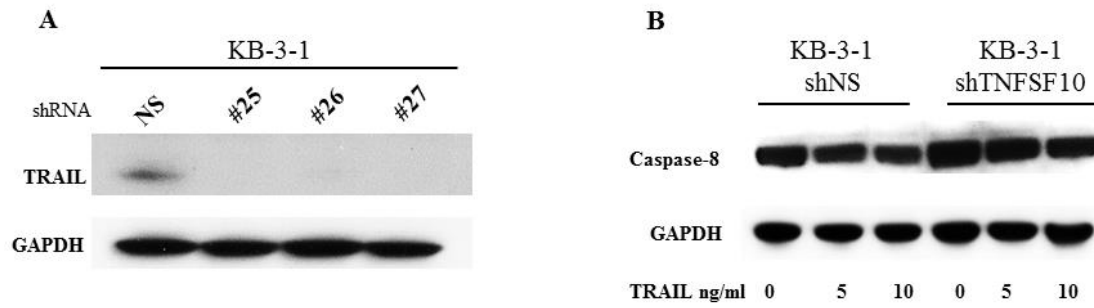 A
KB-3-1
shRNA NS #25 #26 #27
TRAIL
GAPDH
B
KB-3-1 KB-3-1
shNS shTNFSF10
Caspase-8
GAPDH
TRAIL ng/ml 0 5 10 0 5 10